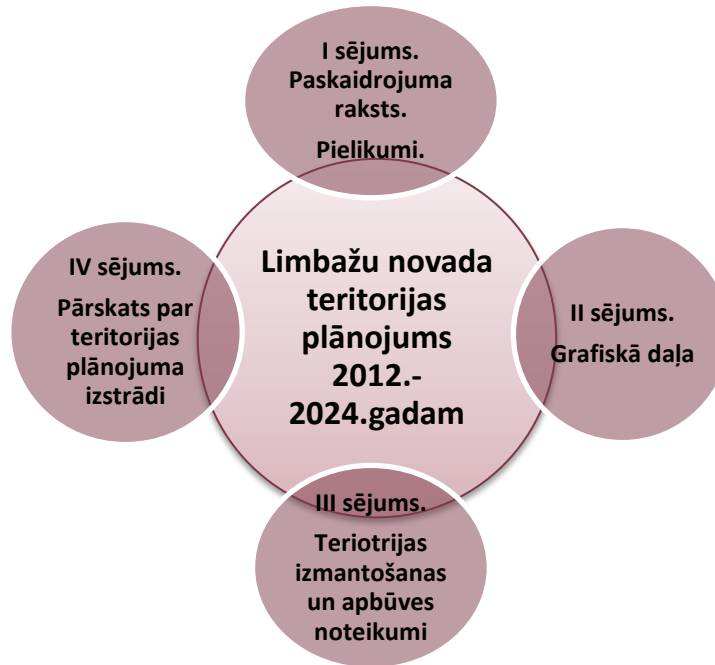 I sējums.
Paskaidrojuma
raksts.
Pielikumi.
Limbažu novada
teritorijas
plānojums
2012.-
2024.gadam
II sējums.
Grafiskā daļa
III sējums.
Teriotrijas
izmantošanas
un apbūves
noteikumi
IV sējums.
Pārskats par
teritorijas
plānojuma
izstrādi